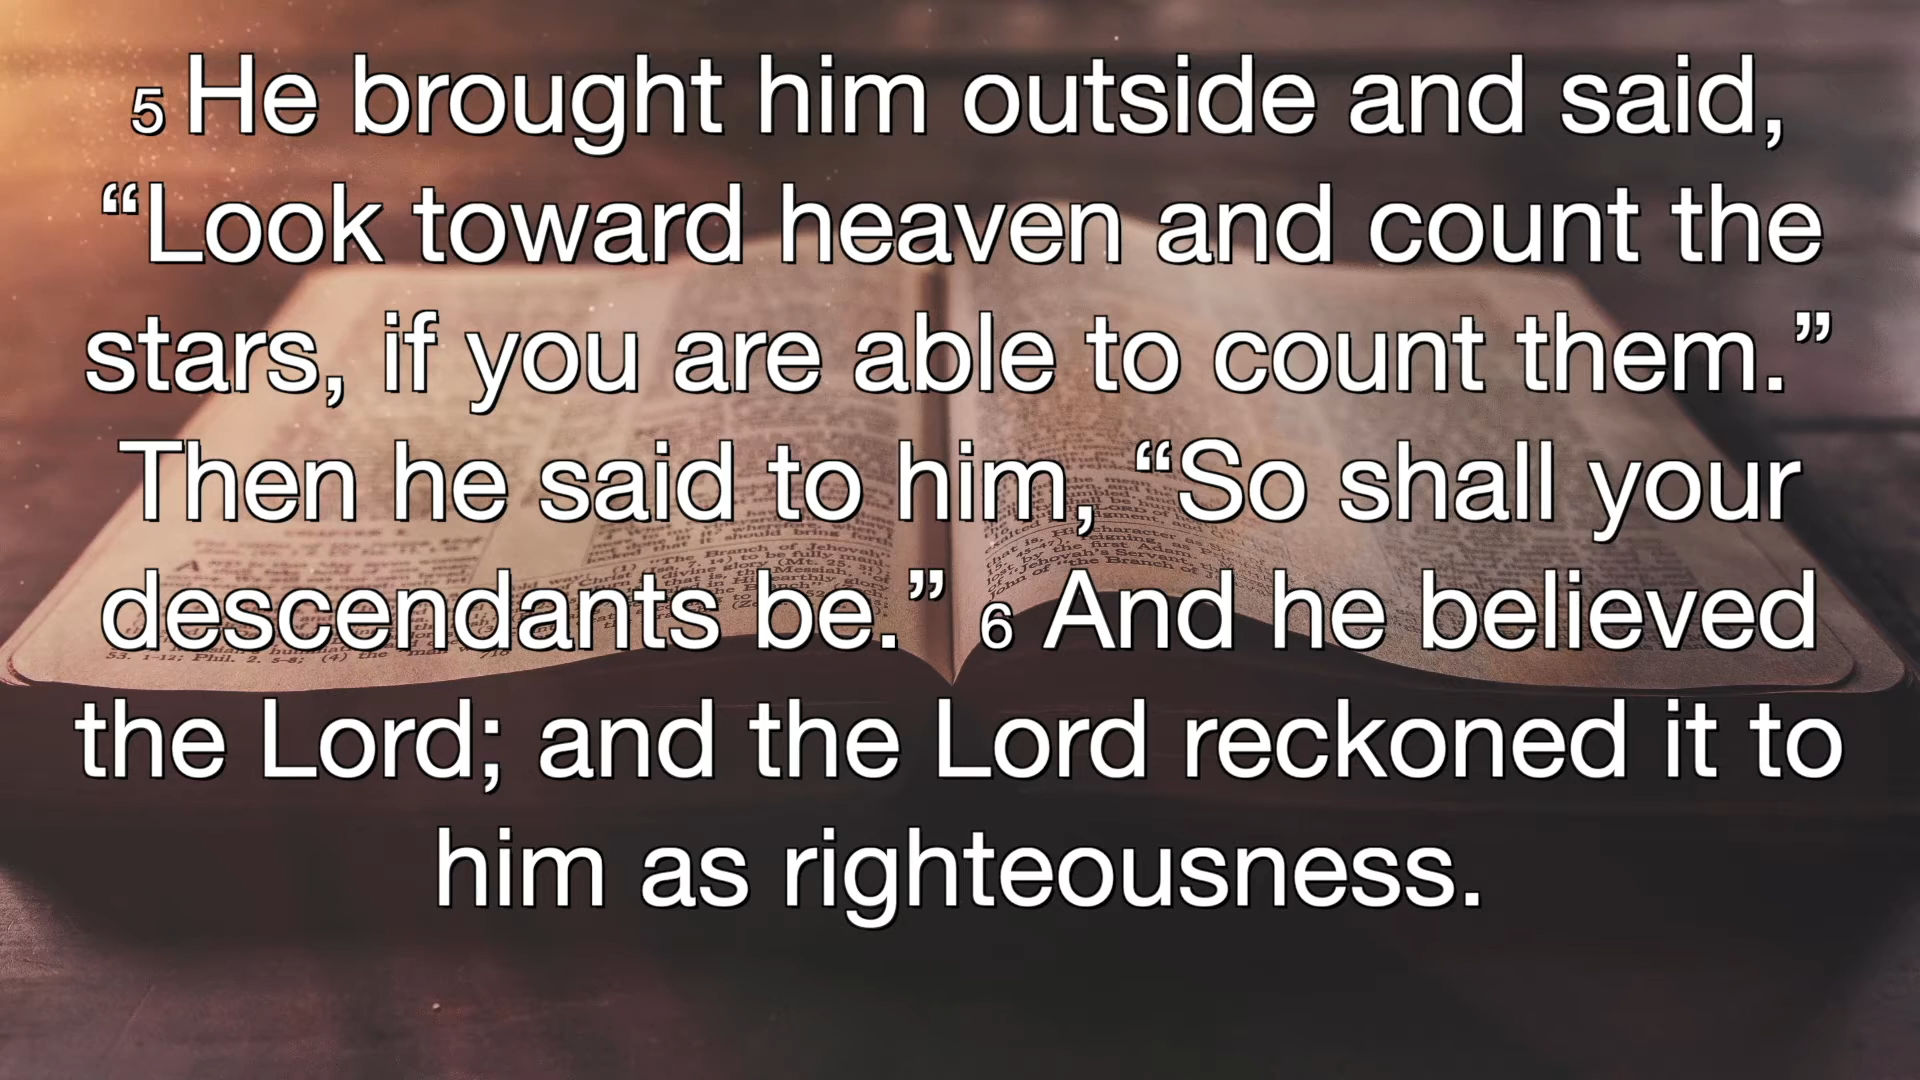 5 He brought him outside and said,
“Look toward heaven and count the
stars, if you are able to count them.”
Then he said to him, “So shall your
descendants be.” 6 And he believed
the Lord; and the Lord reckoned it to
him as righteousness.